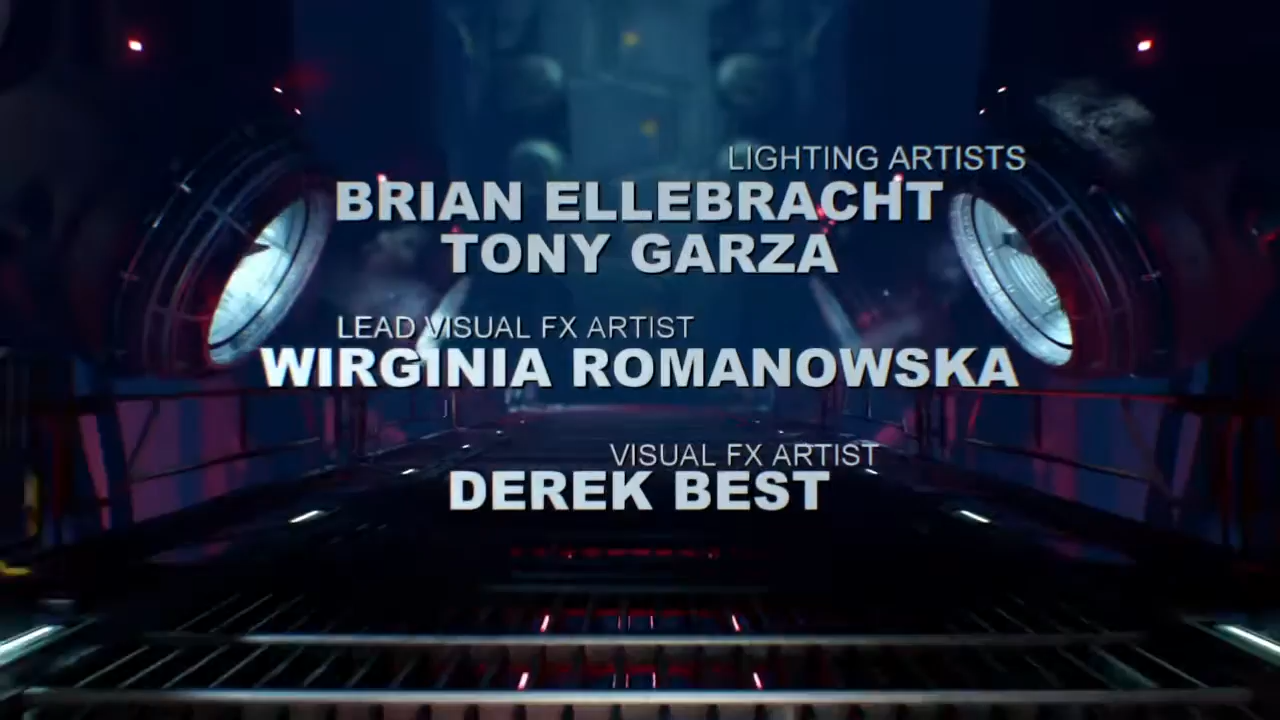 LIGHTING ARTISTS
BRIAN ELLEBRACHT
TONY GARZA
LEAD VISUAL FX ARTIST
WIRGINIA ROMANOWSKA
VISUAL FX ARTIST
DEREK BEST